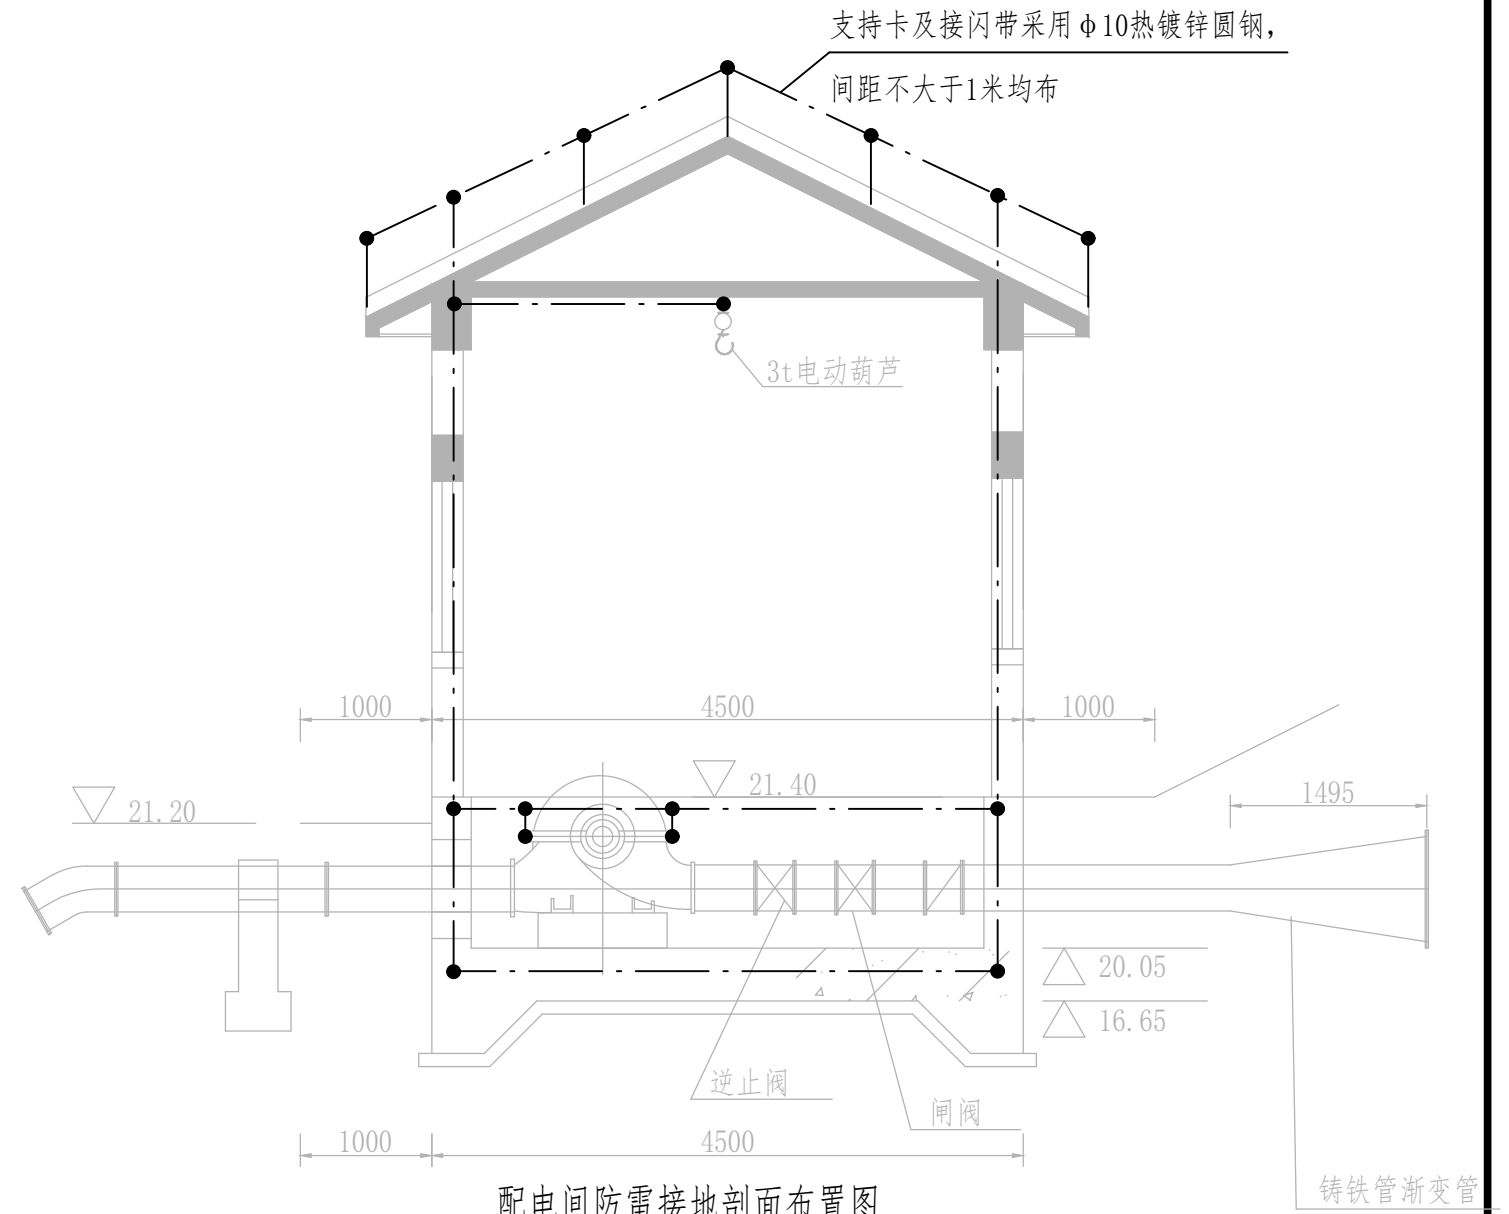 支持卡及接闪带采用ф10热镀锌圆钢，
间距不大于1米均布
3t电动葫芦
1000
4500
1000
21.40
21.20
1495
20.05
16.65
逆止阀
闸阀
1000
4500
铸铁管渐变管
配电间防雷接地剖面布置图